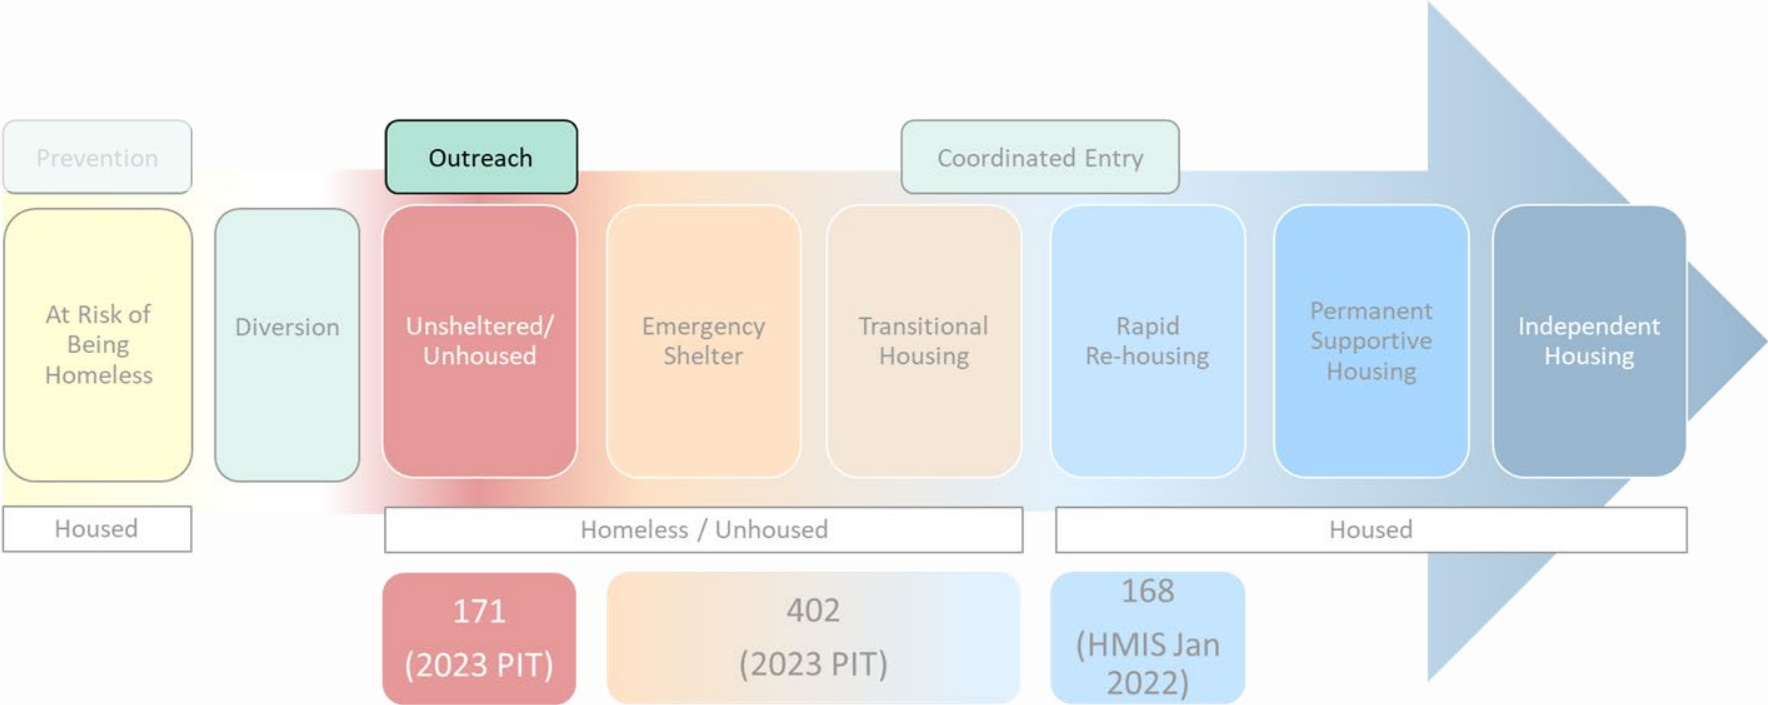 Prevention
Outreach
Coordinated Entry
At Risk of
Being
Homeless
Diversion
Unsheltered/
Unhoused
Emergency
Shelter
Transitional
Housing
Rapid
Re-housing
Permanent
Supportive
Housing
Independent
Housing
Housed
Homeless / Unhoused
Housed
171
(2023 PIT)
402
(2023 PIT)
168
(HMIS Jan
2022)